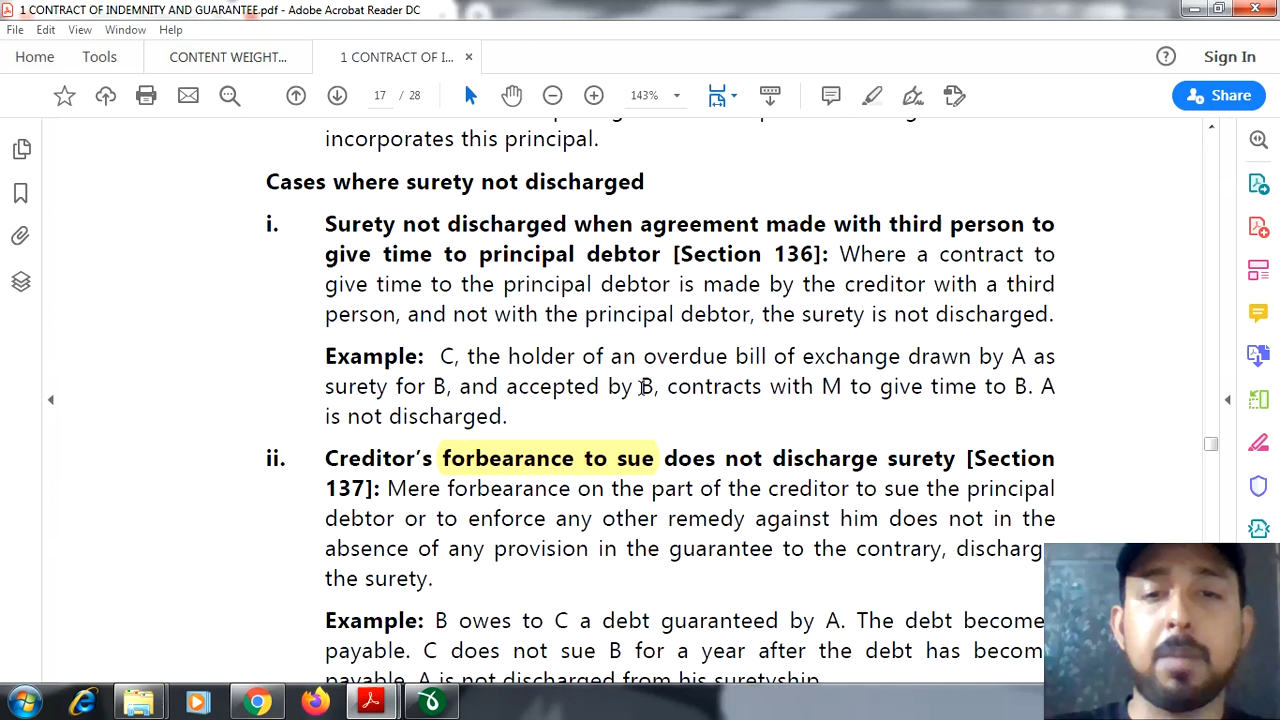 1 CONTRACT OF INDEMNITY AND GUARANTEE.pdf - Adobe Acrobat Reader DC
File Edit View Window Help
Home Tools CONTENT WEIGHT... 1 CONTRACT OF I... × Sign In
17 / 28 143% Share
incorporates this principal.
Cases where surety not discharged
i. Surety not discharged when agreement made with third person to
give time to principal debtor [Section 136]: Where a contract to
give time to the principal debtor is made by the creditor with a third
person, and not with the principal debtor, the surety is not discharged.
Example: C, the holder of an overdue bill of exchange drawn by A as
surety for B, and accepted by B, contracts with M to give time to B. A
is not discharged.
ii. Creditor's forbearance to sue does not discharge surety [Section
137]: Mere forbearance on the part of the creditor to sue the principal
debtor or to enforce any other remedy against him does not in the
absence of any provision in the guarantee to the contrary, discharg
the surety.
Example: B owes to C a debt guaranteed by A. The debt become
payable. C does not sue B for a year after the debt has becom
payable. A is not discharged from his suretyship